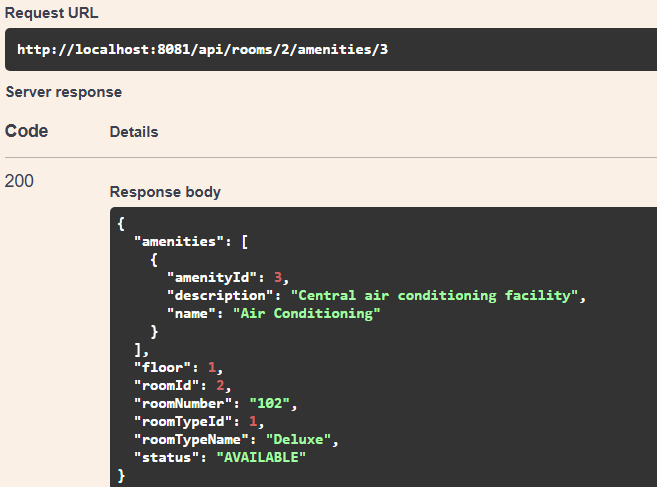 Request URL
http://localhost:8081/api/rooms/2/amenities/3
Server response
Code Details
200
Response body
{
  "amenities": [
    {
      "amenityId": 3,
      "description": "Central air conditioning facility",
      "name": "Air Conditioning"
    }
  ],
  "floor": 1,
  "roomId": 2,
  "roomNumber": "102",
  "roomTypeId": 1,
  "roomTypeName": "Deluxe",
  "status": "AVAILABLE"
}